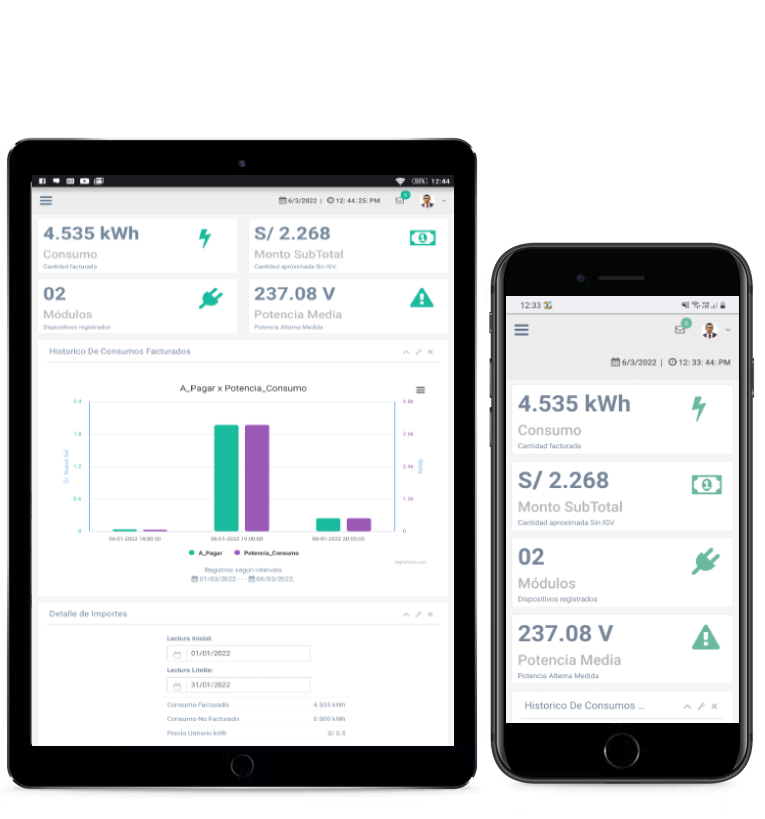 (55%) 12:44
6/3/2022 | 12: 44: 25: PM
0
4.535 kWh
Consumo
Cantidad facturada
S/ 2.268
Monto SubTotal
Cantidad aproximada Sin IGV.
02
Módulos
Dispositivos registrados
237.08 V
Potencia Media
Potencia Alterna Medida
Historico De Consumos Facturados
A_Pagar x Potencia_Consumo
2.4
1.8
1.2
0.6
0
S/. Nuevo Sol
4.8k
3.6k
2.4k
1.2k
0
Watts
06-01-2022 18:00:00
06-01-2022 19:00:00
06-01-2022 20:00:00
A_Pagar
Potencia_Consumo
Highcharts.com
Registros según intervalo
01/03/2022 - - - 06/03/2022.
Detalle de Importes
Lectura Inicial:
01/01/2022
Lectura Límite:
31/01/2022
Consumo Facturado 4.535 kWh
Consumo No Facturado 0.000 kWh
Precio Unitario kWh S/ 0.5
12:33
0
6/3/2022 | 12: 33: 44: PM
4.535 kWh
Consumo
Cantidad facturada
S/ 2.268
Monto SubTotal
Cantidad aproximada Sin IGV.
02
Módulos
Dispositivos registrados
237.08 V
Potencia Media
Potencia Alterna Medida
Historico De Consumos ...